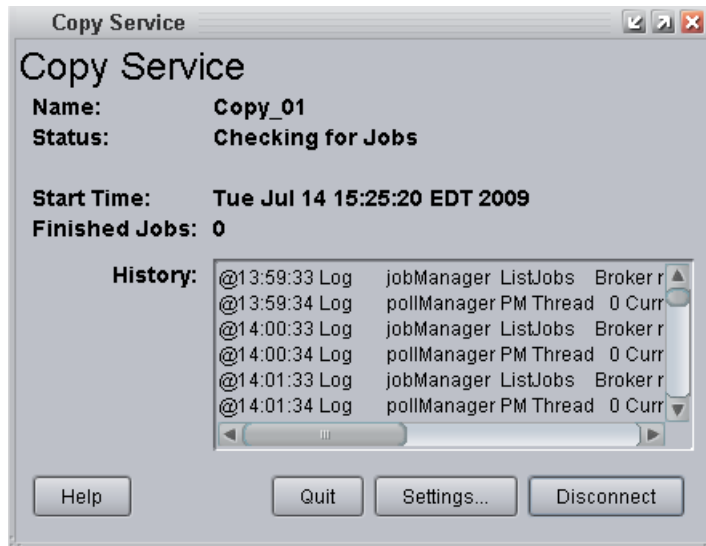 Copy Service
Copy Service
Name: Copy_01
Status: Checking for Jobs
Start Time: Tue Jul 14 15:25:20 EDT 2009
Finished Jobs: 0
History:
@13:59:33 Log jobManager ListJobs Broker r
@13:59:34 Log pollManager PM Thread 0 Curr
@14:00:33 Log jobManager ListJobs Broker r
@14:00:34 Log pollManager PM Thread 0 Curr
@14:01:33 Log jobManager ListJobs Broker r
@14:01:34 Log pollManager PM Thread 0 Curr
Help Quit Settings... Disconnect